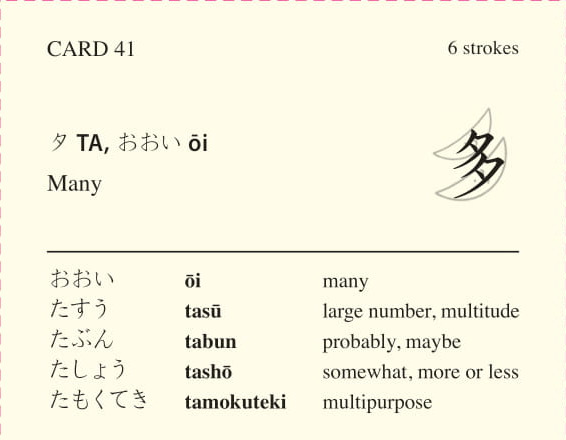 CARD 41 6 strokes
タ TA, おおい ōi
Many
多
おおい ōi many
たすう tasū large number, multitude
たぶん tabun probably, maybe
たしょう tashō somewhat, more or less
たもくてき tamokuteki multipurpose